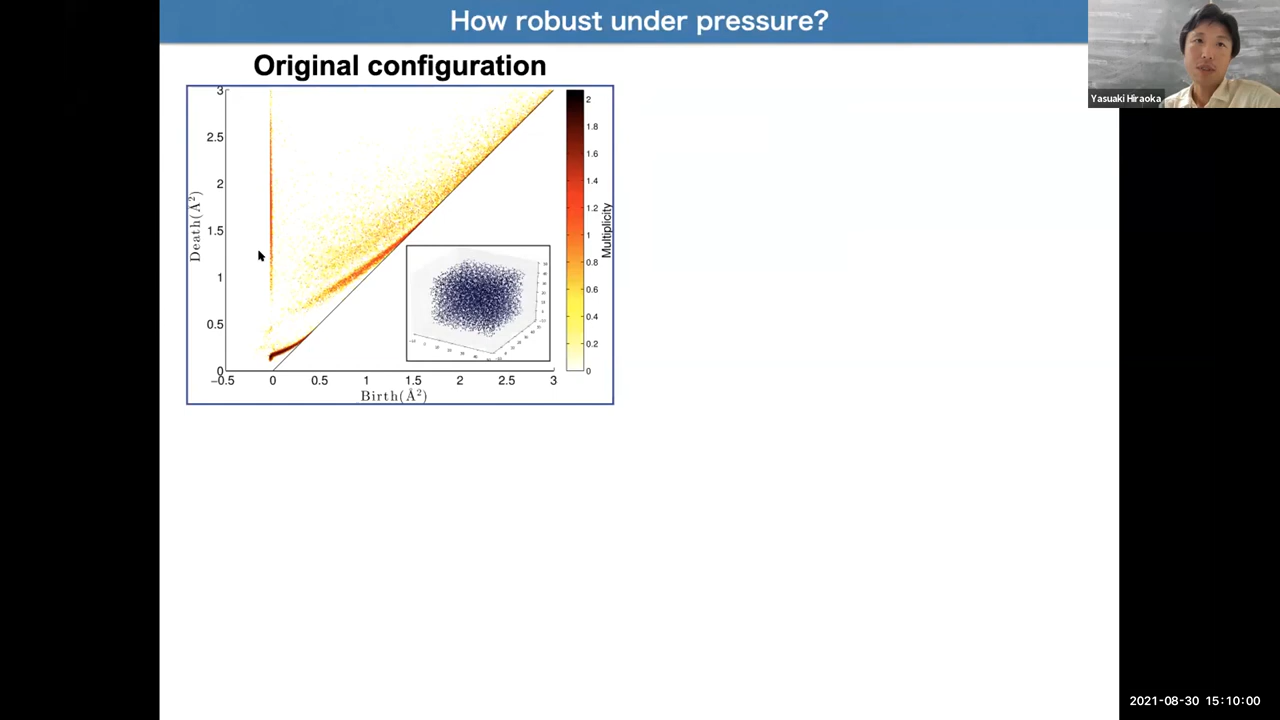 How robust under pressure?
Yasuaki Hiraoka
Original configuration
3
2.5
2
1.5
1
0.5
0
Death(Å²)
−0.5 0 0.5 1 1.5 2 2.5 3
Birth(Å²)
2
1.8
1.6
1.4
1.2
1
0.8
0.6
0.4
0.2
0
Multiplicity
2021-08-30 15:10:00